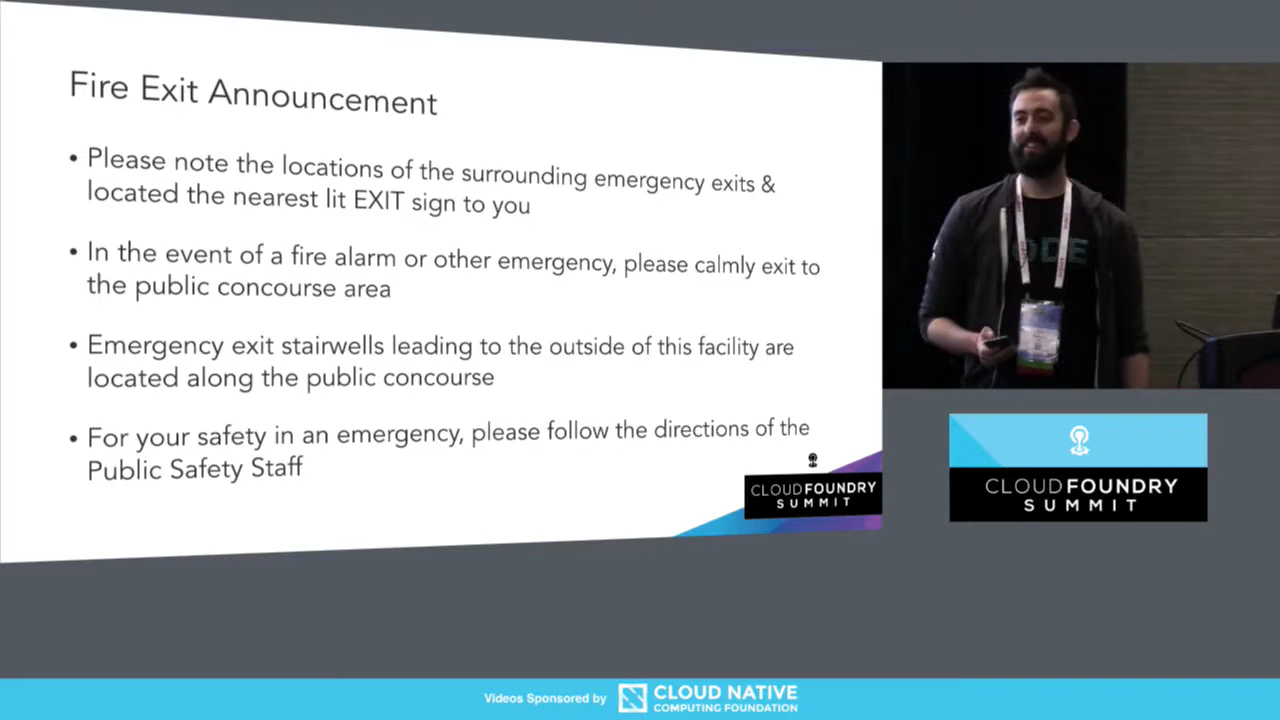 Fire Exit Announcement
• Please note the locations of the surrounding emergency exits &
located the nearest lit EXIT sign to you
• In the event of a fire alarm or other emergency, please calmly exit to
the public concourse area
• Emergency exit stairwells leading to the outside of this facility are
located along the public concourse
• For your safety in an emergency, please follow the directions of the
Public Safety Staff
CLOUDFOUNDRY
SUMMIT
ODE
CLOUDFOUNDRY
SUMMIT
Videos Sponsored by
CLOUD NATIVE
COMPUTING FOUNDATION